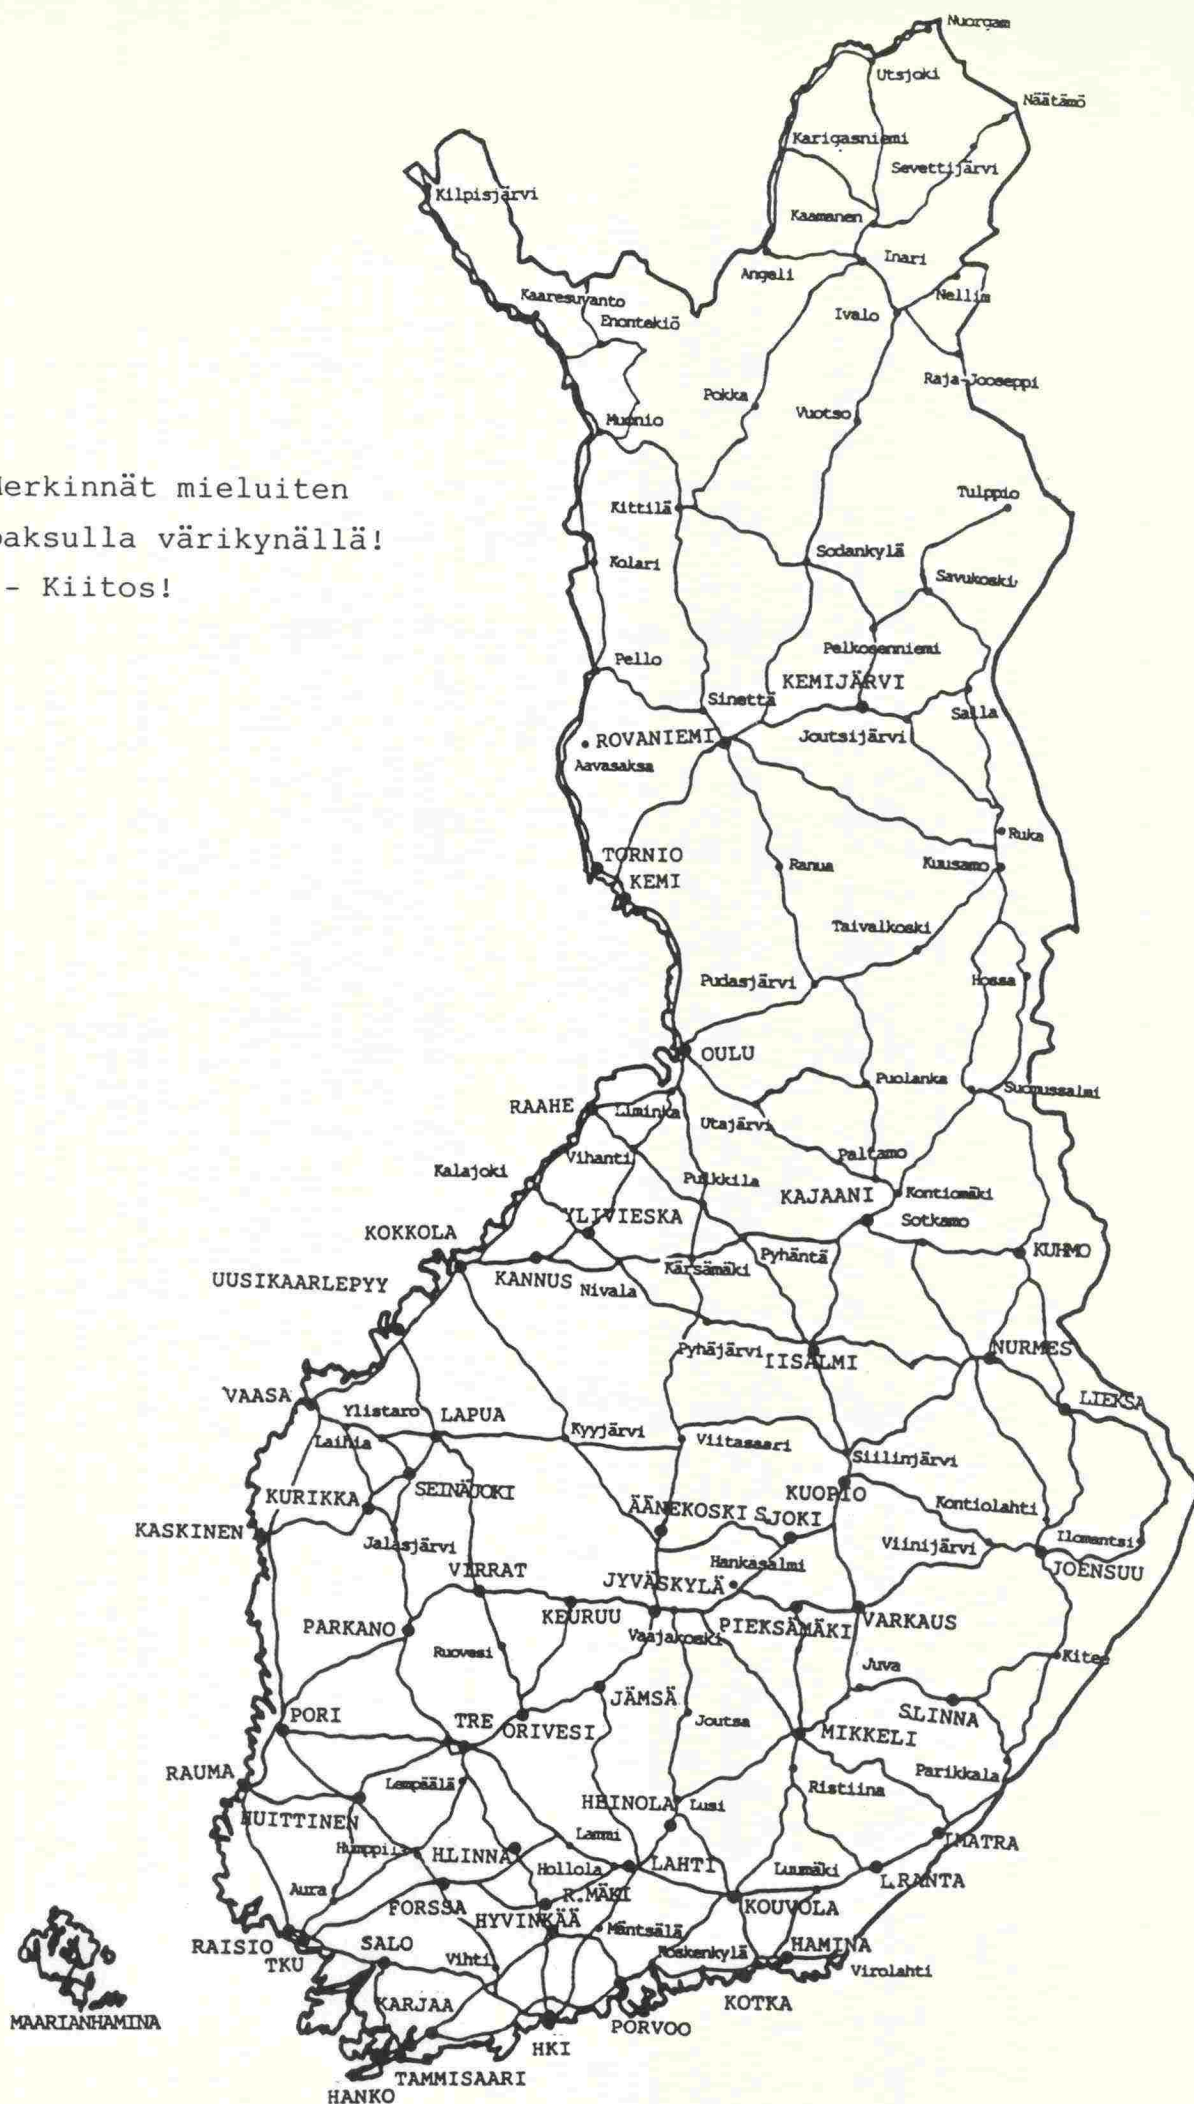 Nuorgam
Utsjoki
Näätämö
Karigasniemi
Sevettijärvi
Kilpisjärvi
Kaamanen
Inari
Angeli
Nellim
Kaaresuvanto
Ivalo
Enontekiö
Raja-Jooseppi
Pokka
Vuotso
Muonio
Merkinnät mieluiten
paksulla värikynällä!
- Kiitos!
Tulppio
Kittilä
Sodankylä
Kolari
Savukoski
Pelkosenniemi
Pello
KEMIJÄRVI
Sinettä
Salla
ROVANIEMI
Joutsijärvi
Aavasaksa
Ruka
TORNIO
Ranua
Kuusamo
KEMI
Taivalkoski
Pudasjärvi
Hossa
OULU
Puolanka
Suomussalmi
RAAHE
Liminka
Utajärvi
Paltamo
Vihanti
Kalajoki
Pulkkila
KAJAANI
Kontiomäki
YLIVIESKA
Sotkamo
KOKKOLA
KUHMO
Pyhäntä
UUSIKAARLEPYY
KANNUS
Kärsämäki
Nivala
Pyhäjärvi
IISALMI
NURMES
VAASA
LIEKSA
Ylistaro
LAPUA
Kyyjärvi
Viitasaari
Laihia
Siilinjärvi
SEINÄJOKI
KUOPIO
KURIKKA
Kontiolahti
ÄÄNEKOSKI
SJOKI
KASKINEN
Ilomantsi
Jalasjärvi
Viinijärvi
Hankasalmi
JOENSUU
VIRRAT
JYVÄSKYLÄ
KEURUU
PIEKSÄMÄKI
VARKAUS
PARKANO
Vaajakoski
Ruovesi
Kitee
Juva
JÄMSÄ
SLINNA
PORI
TRE
ORIVESI
Joutsa
MIKKELI
RAUMA
Parikkala
Lempäälä
Ristiina
HEINOLA
Lusi
HUITTINEN
Lammi
IMATRA
Humppila
HLINNA
Hollola
LAHTI
Luumäki
L.RANTA
Aura
R.MÄKI
FORSSA
KOUVOLA
HYVINKÄÄ
Mäntsälä
RAISIO
SALO
HAMINA
Koskenkylä
TKU
Vihti
Virolahti
KARJAA
KOTKA
MAARIANHAMINA
PORVOO
HKI
TAMMISAARI
HANKO